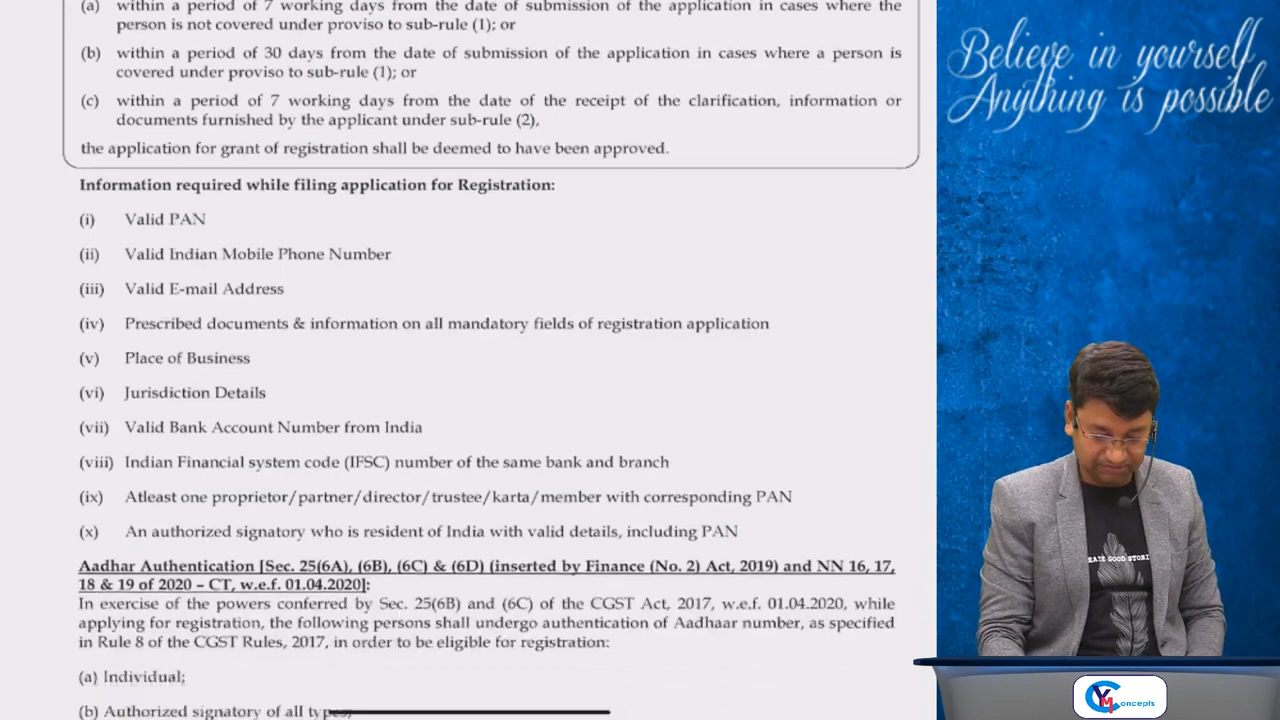 (a) within a period of 7 working days from the date of submission of the application in cases where the
person is not covered under proviso to sub-rule (1); or
(b) within a period of 30 days from the date of submission of the application in cases where a person is
covered under proviso to sub-rule (1); or
(c) within a period of 7 working days from the date of the receipt of the clarification, information or
documents furnished by the applicant under sub-rule (2),
the application for grant of registration shall be deemed to have been approved.
Information required while filing application for Registration:
(i) Valid PAN
(ii) Valid Indian Mobile Phone Number
(iii) Valid E-mail Address
(iv) Prescribed documents & information on all mandatory fields of registration application
(v) Place of Business
(vi) Jurisdiction Details
(vii) Valid Bank Account Number from India
(viii) Indian Financial system code (IFSC) number of the same bank and branch
(ix) Atleast one proprietor/partner/director/trustee/karta/member with corresponding PAN
(x) An authorized signatory who is resident of India with valid details, including PAN
Aadhar Authentication [Sec. 25(6A), (6B), (6C) & (6D) (inserted by Finance (No. 2) Act, 2019) and NN 16, 17,
18 & 19 of 2020 – CT, w.e.f. 01.04.2020]:
In exercise of the powers conferred by Sec. 25(6B) and (6C) of the CGST Act, 2017, w.e.f. 01.04.2020, while
applying for registration, the following persons shall undergo authentication of Aadhaar number, as specified
in Rule 8 of the CGST Rules, 2017, in order to be eligible for registration:
(a) Individual;
(b) Authorized signatory of all types;
Believe in yourself
Anything is possible
GOOD
YM
Concepts